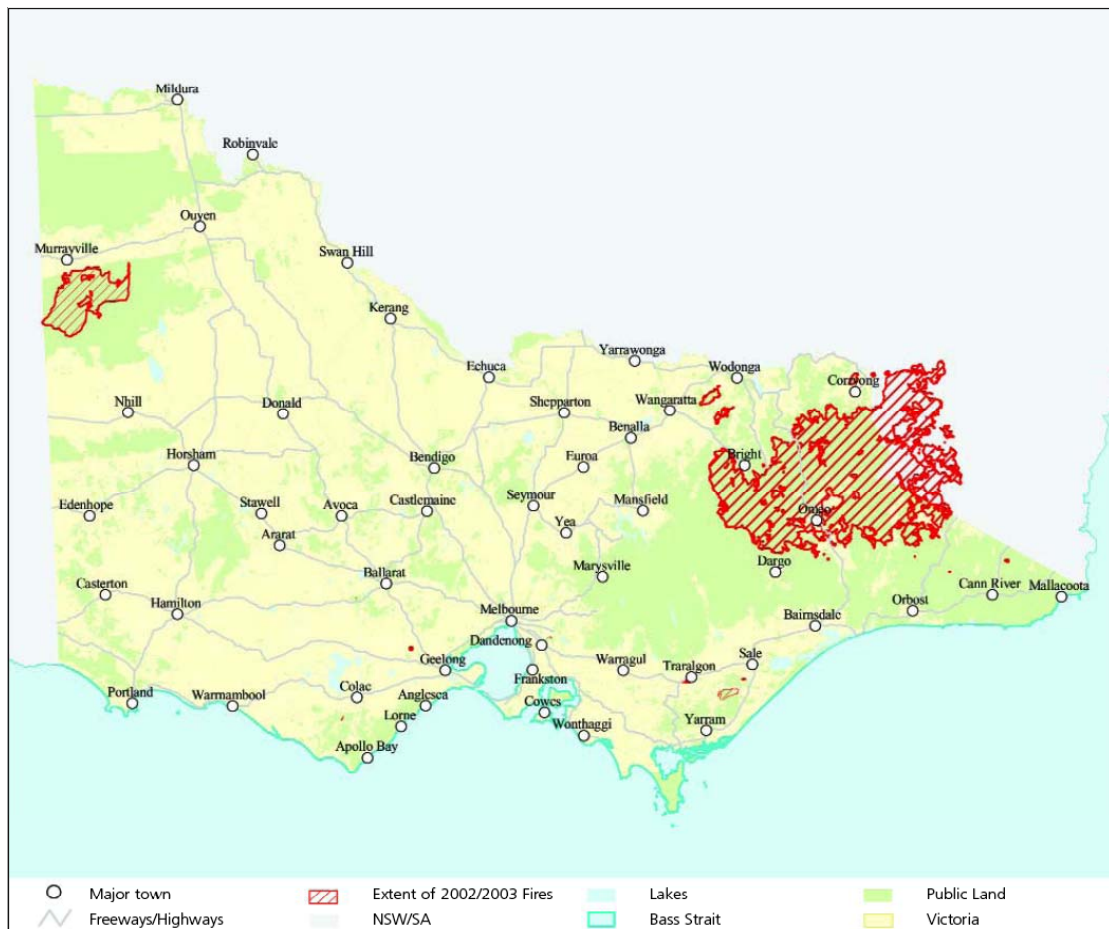 Mildura
Robinvale
Ouyen
Murrayville
Swan Hill
Kerang
Yarrawonga
Echuca
Wodonga
Corryong
Nhill
Donald
Shepparton
Wangaratta
Benalla
Horsham
Bendigo
Euroa
Bright
Edenhope
Stawell
Avoca
Castlemaine
Seymour
Mansfield
Omeo
Ararat
Yea
Marysville
Dargo
Casterton
Ballarat
Cann River
Mallacoota
Hamilton
Melbourne
Orbost
Bairnsdale
Dandenong
Geelong
Warragul
Traralgon
Sale
Portland
Warrnambool
Colac
Anglesea
Frankston
Cowes
Lorne
Wonthaggi
Yarram
Apollo Bay
Major town
Extent of 2002/2003 Fires
Lakes
Public Land
Freeways/Highways
NSW/SA
Bass Strait
Victoria